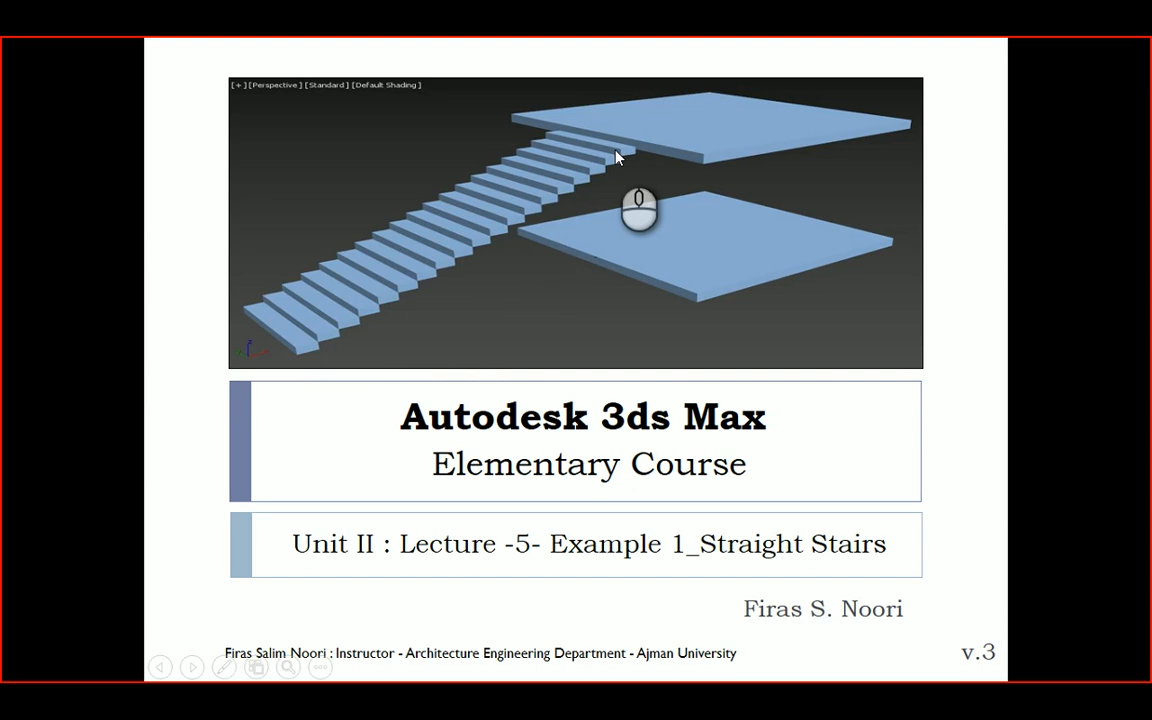 [+] [Perspective] [Standard] [Default Shading]
Autodesk 3ds Max
Elementary Course
Unit II : Lecture -5- Example 1_Straight Stairs
Firas S. Noori
Firas Salim Noori : Instructor - Architecture Engineering Department - Ajman University
v.3